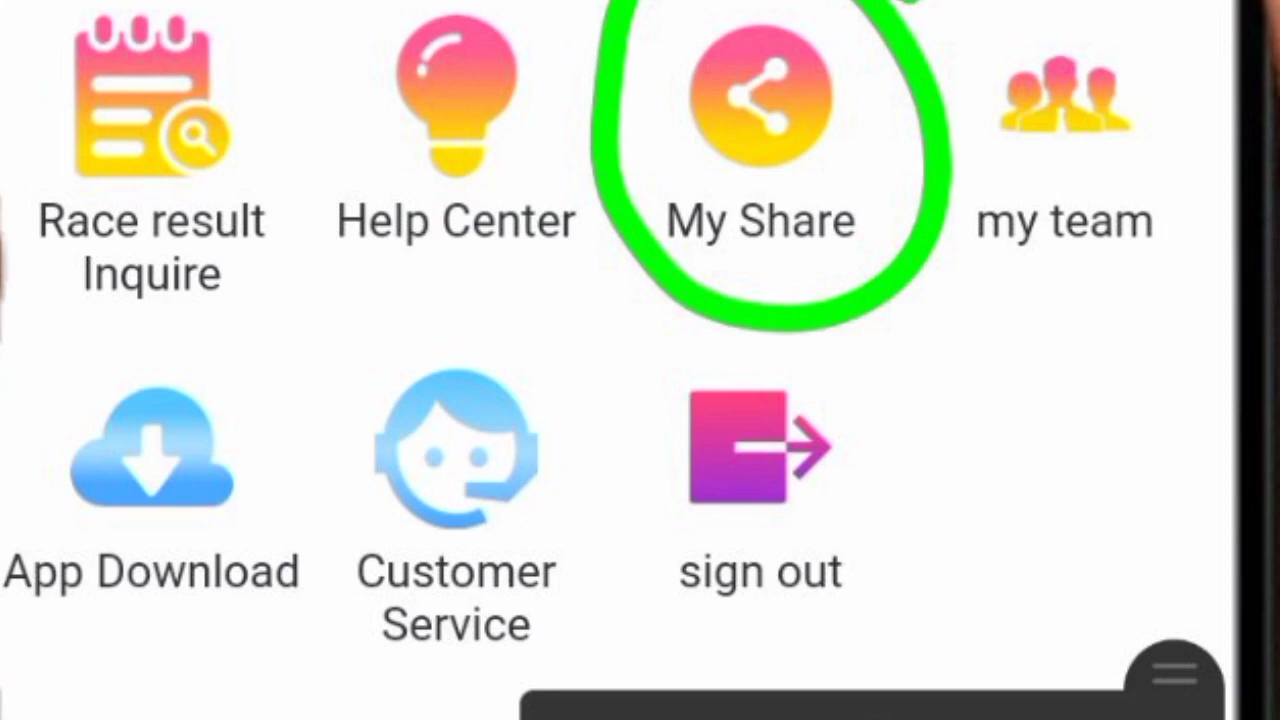 Race result
Inquire
Help Center
My Share
my team
App Download
Customer
Service
sign out